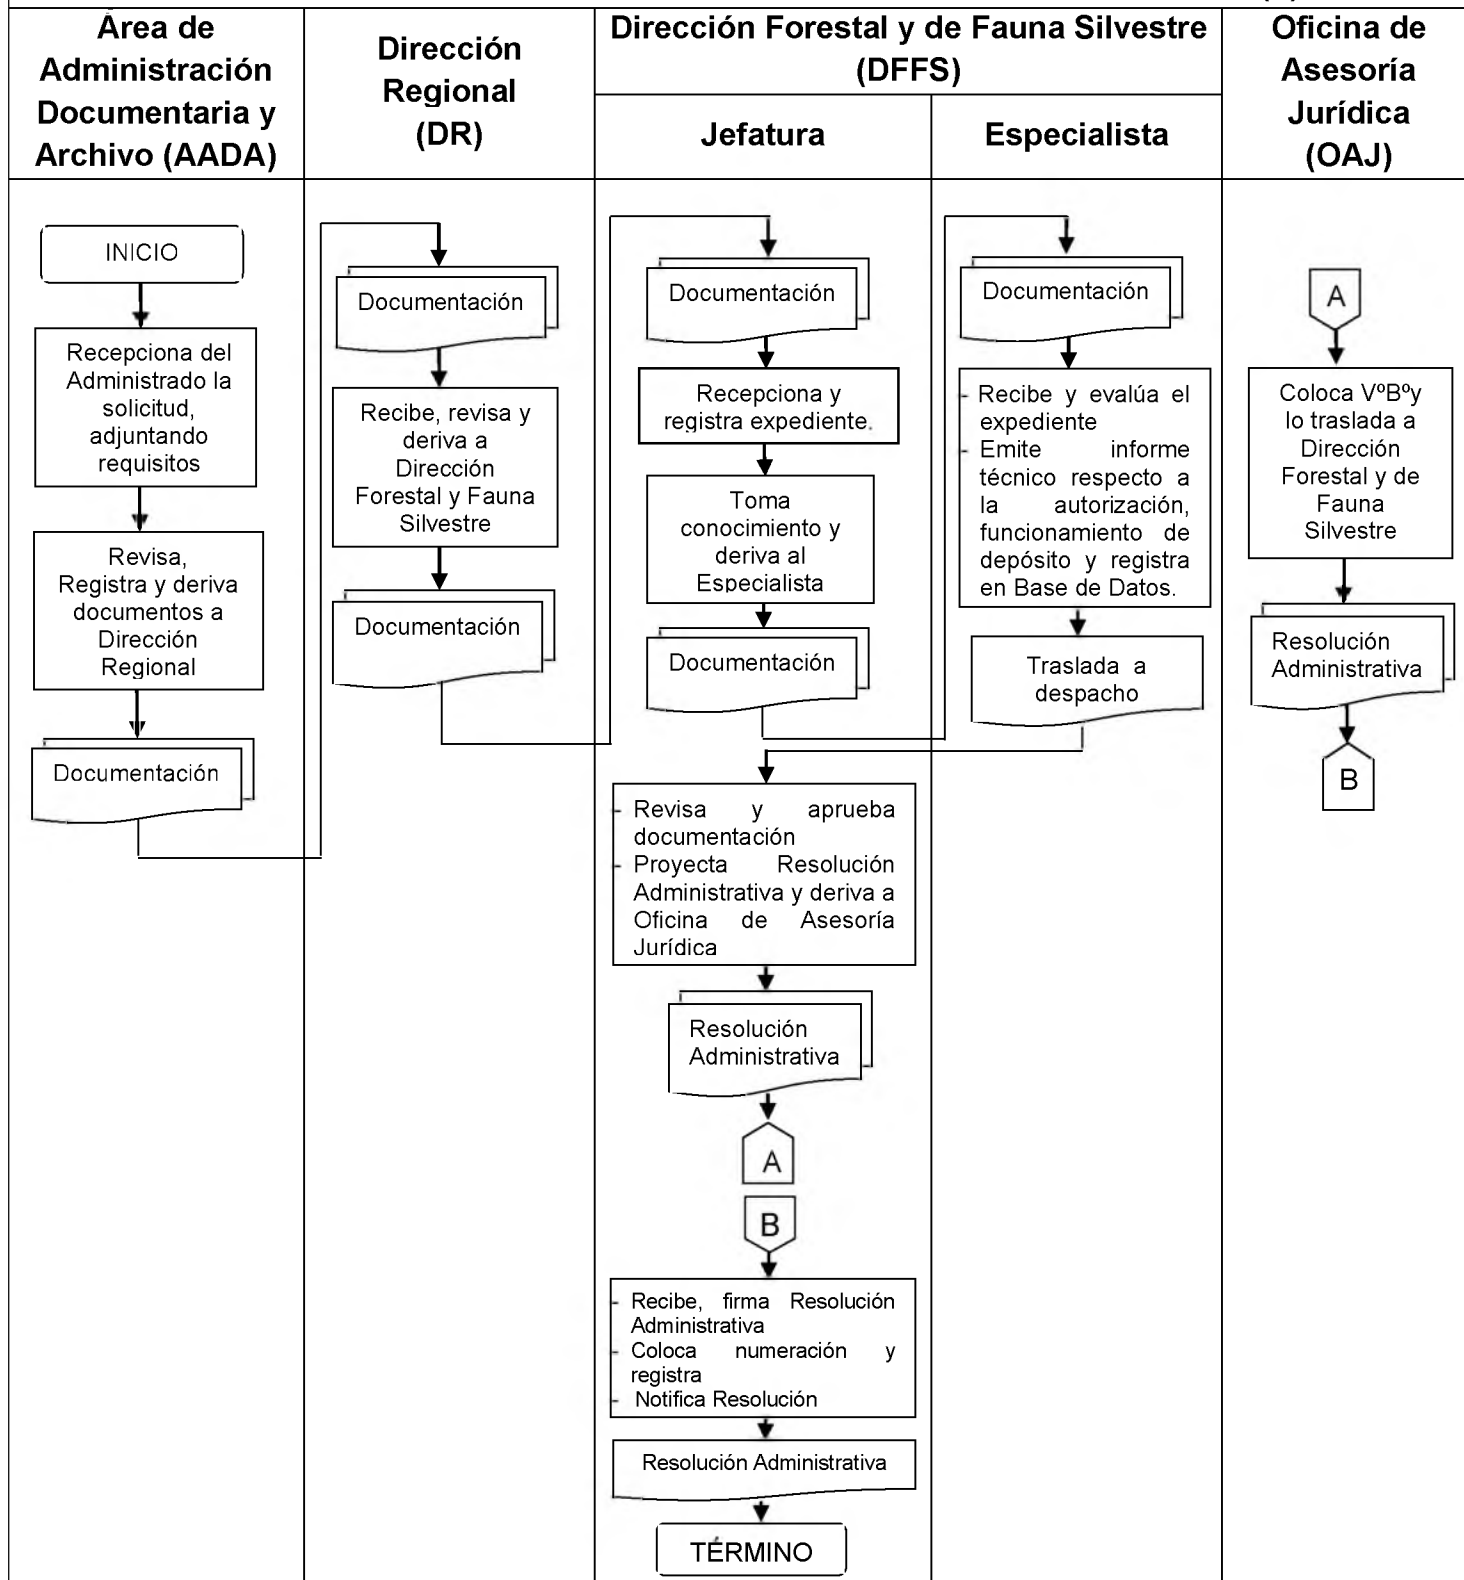 Área de
Administración
Documentaria y
Archivo (AADA)
Dirección
Regional
(DR)
Dirección Forestal y de Fauna Silvestre
(DFFS)
Jefatura
Especialista
Oficina de
Asesoría
Jurídica
(OAJ)
INICIO
Recepciona del
Administrado la
solicitud,
adjuntando
requisitos
Revisa,
Registra y deriva
documentos a
Dirección
Regional
Documentación
Documentación
Recibe, revisa y
deriva a
Dirección
Forestal y Fauna
Silvestre
Documentación
Documentación
Recepciona y
registra expediente.
Toma
conocimiento y
deriva al
Especialista
Documentación
Documentación
- Recibe y evalúa el
expediente
- Emite informe
técnico respecto a
la autorización,
funcionamiento de
depósito y registra
en Base de Datos.
Traslada a
despacho
- Revisa y aprueba
documentación
- Proyecta Resolución
Administrativa y deriva a
Oficina de Asesoría
Jurídica
Resolución
Administrativa
A
B
- Recibe, firma Resolución
Administrativa
- Coloca numeración y
registra
- Notifica Resolución
Resolución Administrativa
TÉRMINO
A
Coloca VºBºy
lo traslada a
Dirección
Forestal y de
Fauna
Silvestre
Resolución
Administrativa
B